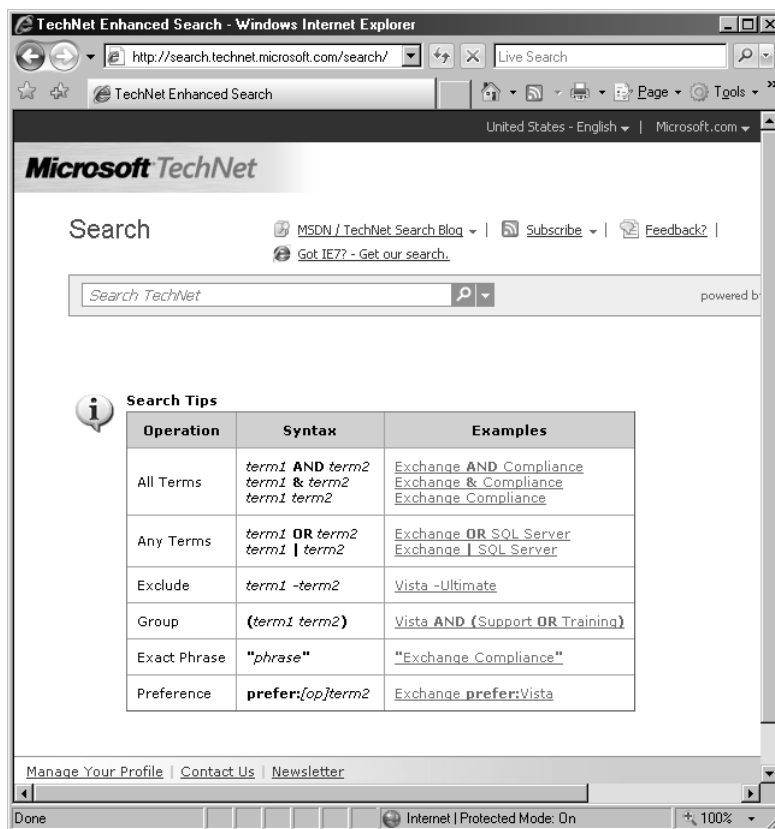 TechNet Enhanced Search - Windows Internet Explorer
http://search.technet.microsoft.com/search/ Live Search
TechNet Enhanced Search Page Tools »
United States - English | Microsoft.com
Microsoft TechNet
Search MSDN / TechNet Search Blog | Subscribe | Feedback? |
Got IE7? - Get our search.
Search TechNet powered b
Search Tips
Operation Syntax Examples
All Terms
term1 AND term2
term1 & term2
term1 term2
Exchange AND Compliance
Exchange & Compliance
Exchange Compliance
Any Terms
term1 OR term2
term1 | term2
Exchange OR SQL Server
Exchange | SQL Server
Exclude term1 -term2 Vista -Ultimate
Group (term1 term2) Vista AND (Support OR Training)
Exact Phrase "phrase" "Exchange Compliance"
Preference prefer:[op]term2 Exchange prefer:Vista
Manage Your Profile | Contact Us | Newsletter
Done Internet | Protected Mode: On 100%